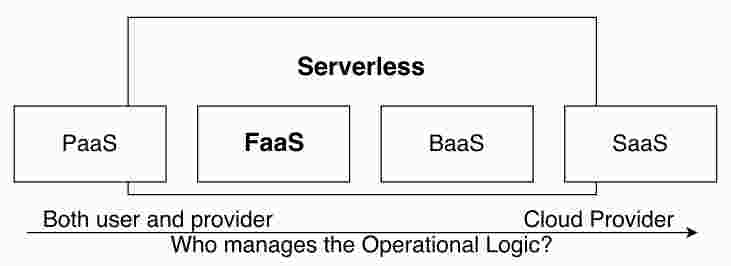 Serverless
PaaS FaaS BaaS SaaS
Both user and provider Cloud Provider
Who manages the Operational Logic?